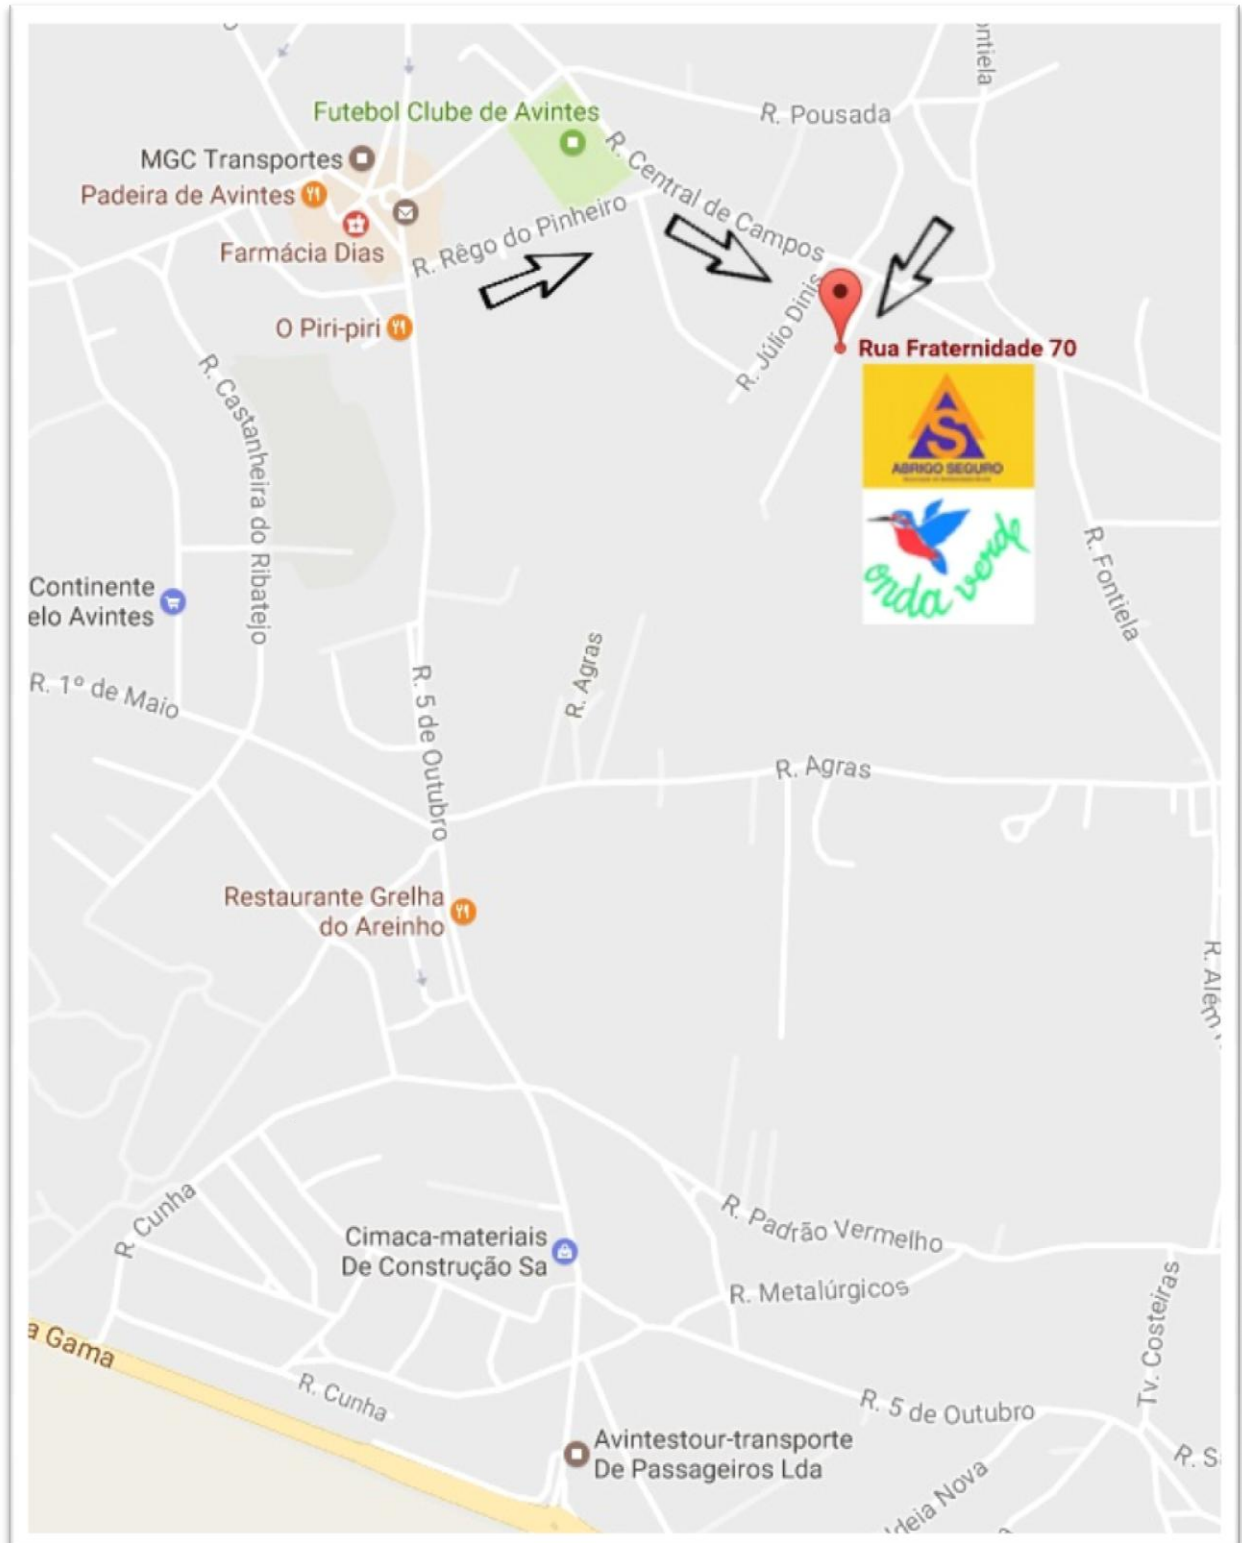 ontiela
Futebol Clube de Avintes
R. Pousada
MGC Transportes
R. Central de Campos
Padeira de Avintes
Farmácia Dias
R. Rêgo do Pinheiro
O Piri-piri
R. Júlio Dinis
Rua Fraternidade 70
R. Castanheira do Ribatejo
S
ABRIGO SEGURO
onda verde
R. Fontiela
Continente
elo Avintes
R. 1º de Maio
R. 5 de Outubro
R. Agras
R. Agras
Restaurante Grelha
do Areinho
R. Além
R. Cunha
Cimaca-materiais
De Construção Sa
R. Padrão Vermelho
R. Metalúrgicos
Tv. Costeiras
a Gama
R. Cunha
R. 5 de Outubro
Avintestour-transporte
De Passageiros Lda
R. S
ldeia Nova